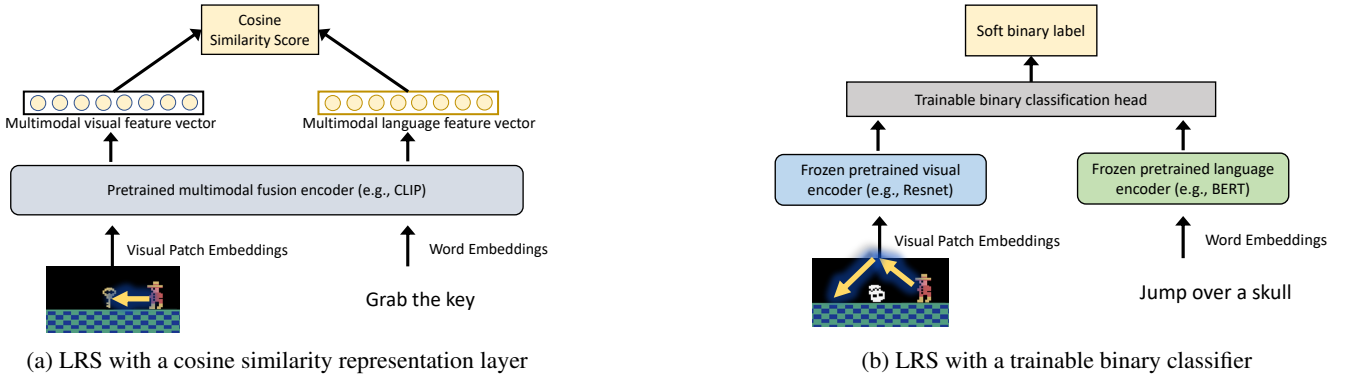 Cosine
Similarity Score
Multimodal visual feature vector
Multimodal language feature vector
Pretrained multimodal fusion encoder (e.g., CLIP)
Visual Patch Embeddings
Word Embeddings
Grab the key
(a) LRS with a cosine similarity representation layer
Soft binary label
Trainable binary classification head
Frozen pretrained visual
encoder (e.g., Resnet)
Frozen pretrained language
encoder (e.g., BERT)
Visual Patch Embeddings
Word Embeddings
Jump over a skull
(b) LRS with a trainable binary classifier